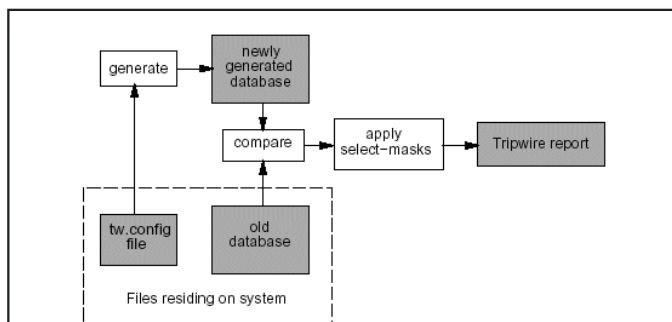 newly
generated
database
generate
compare
apply
select-masks
Tripwire report
tw.config
file
old
database
Files residing on system